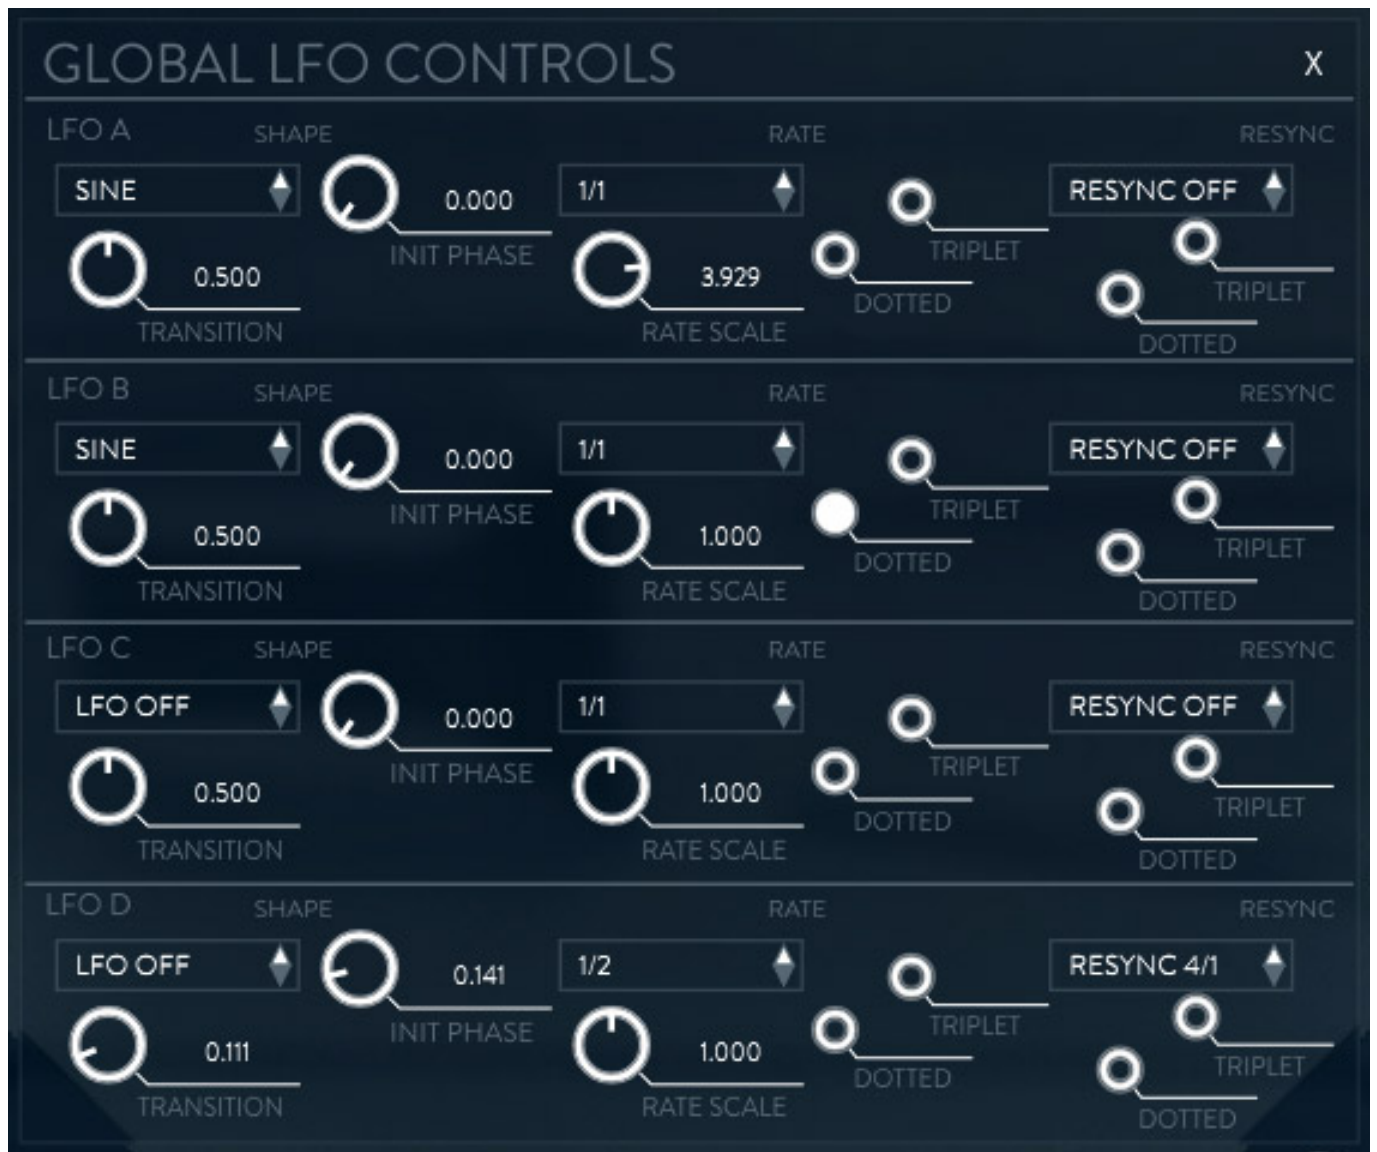 GLOBAL LFO CONTROLS X
LFO A SHAPE RATE RESYNC
SINE 0.000 1/1 RESYNC OFF
INIT PHASE TRIPLET
0.500 3.929 TRIPLET
TRANSITION RATE SCALE DOTTED DOTTED
LFO B SHAPE RATE RESYNC
SINE 0.000 1/1 RESYNC OFF
INIT PHASE TRIPLET
0.500 1.000 TRIPLET
TRANSITION RATE SCALE DOTTED DOTTED
LFO C SHAPE RATE RESYNC
LFO OFF 0.000 1/1 RESYNC OFF
INIT PHASE TRIPLET
0.500 1.000 TRIPLET
TRANSITION RATE SCALE DOTTED DOTTED
LFO D SHAPE RATE RESYNC
LFO OFF 0.141 1/2 RESYNC 4/1
INIT PHASE TRIPLET
0.111 1.000 TRIPLET
TRANSITION RATE SCALE DOTTED DOTTED